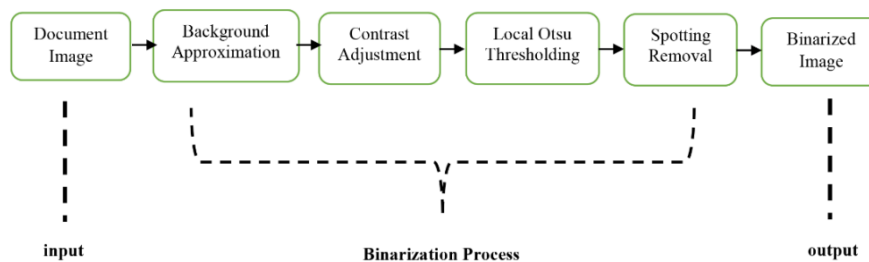 Document
Image
Background
Approximation
Contrast
Adjustment
Local Otsu
Thresholding
Spotting
Removal
Binarized
Image
input
Binarization Process
output